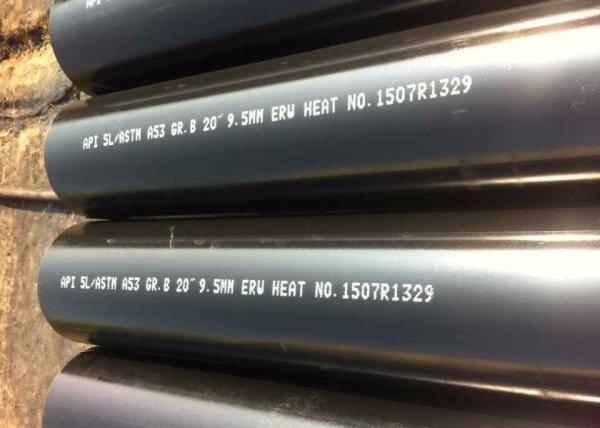 API
API 5L/ASTM A53 GR.B 20˝ 9.5MM ERW HEAT NO.1507R1329
API 5L/ASTM A53 GR.B 20˝ 9.5MM ERW HEAT NO.1507R1329